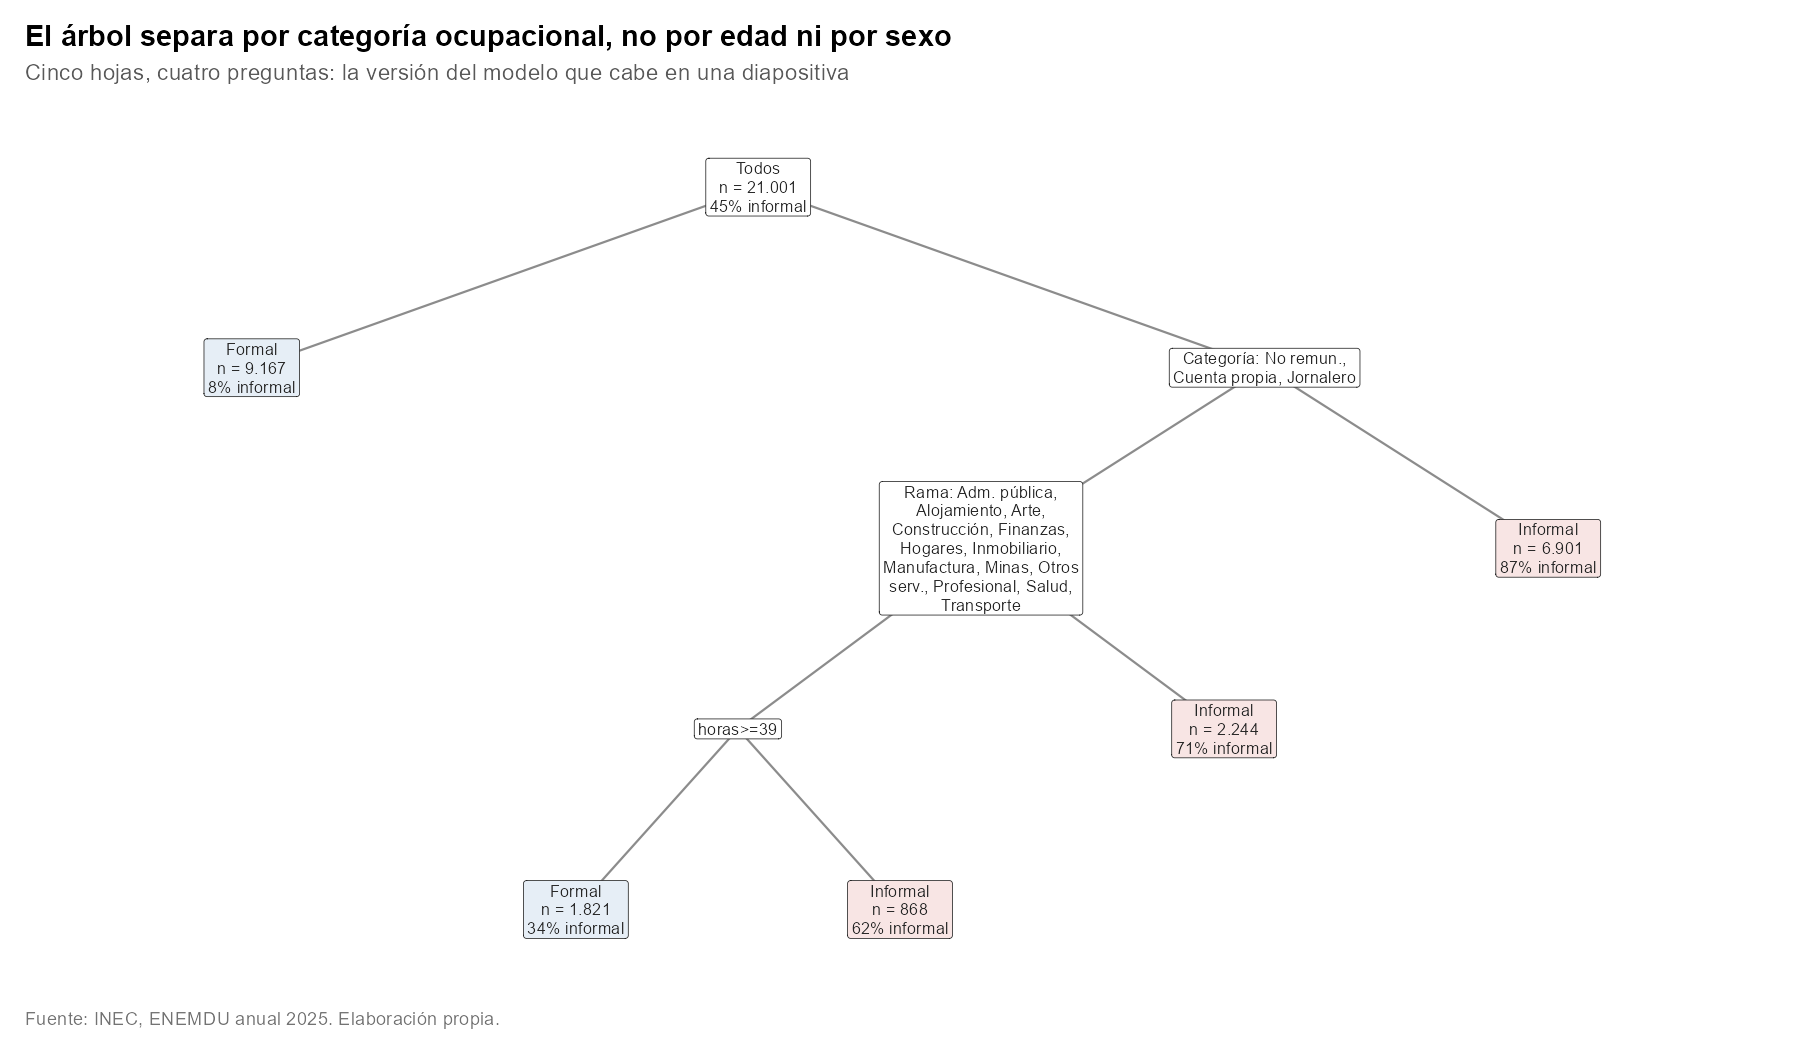 El árbol separa por categoría ocupacional, no por edad ni por sexo
Cinco hojas, cuatro preguntas: la versión del modelo que cabe en una diapositiva
Todos
n = 21.001
45% informal
Formal
n = 9.167
8% informal
Categoría: No remun.,
Cuenta propia, Jornalero
Rama: Adm. pública,
Alojamiento, Arte,
Construcción, Finanzas,
Hogares, Inmobiliario,
Manufactura, Minas, Otros
serv., Profesional, Salud,
Transporte
Informal
n = 6.901
87% informal
horas>=39
Informal
n = 2.244
71% informal
Formal
n = 1.821
34% informal
Informal
n = 868
62% informal
Fuente: INEC, ENEMDU anual 2025. Elaboración propia.